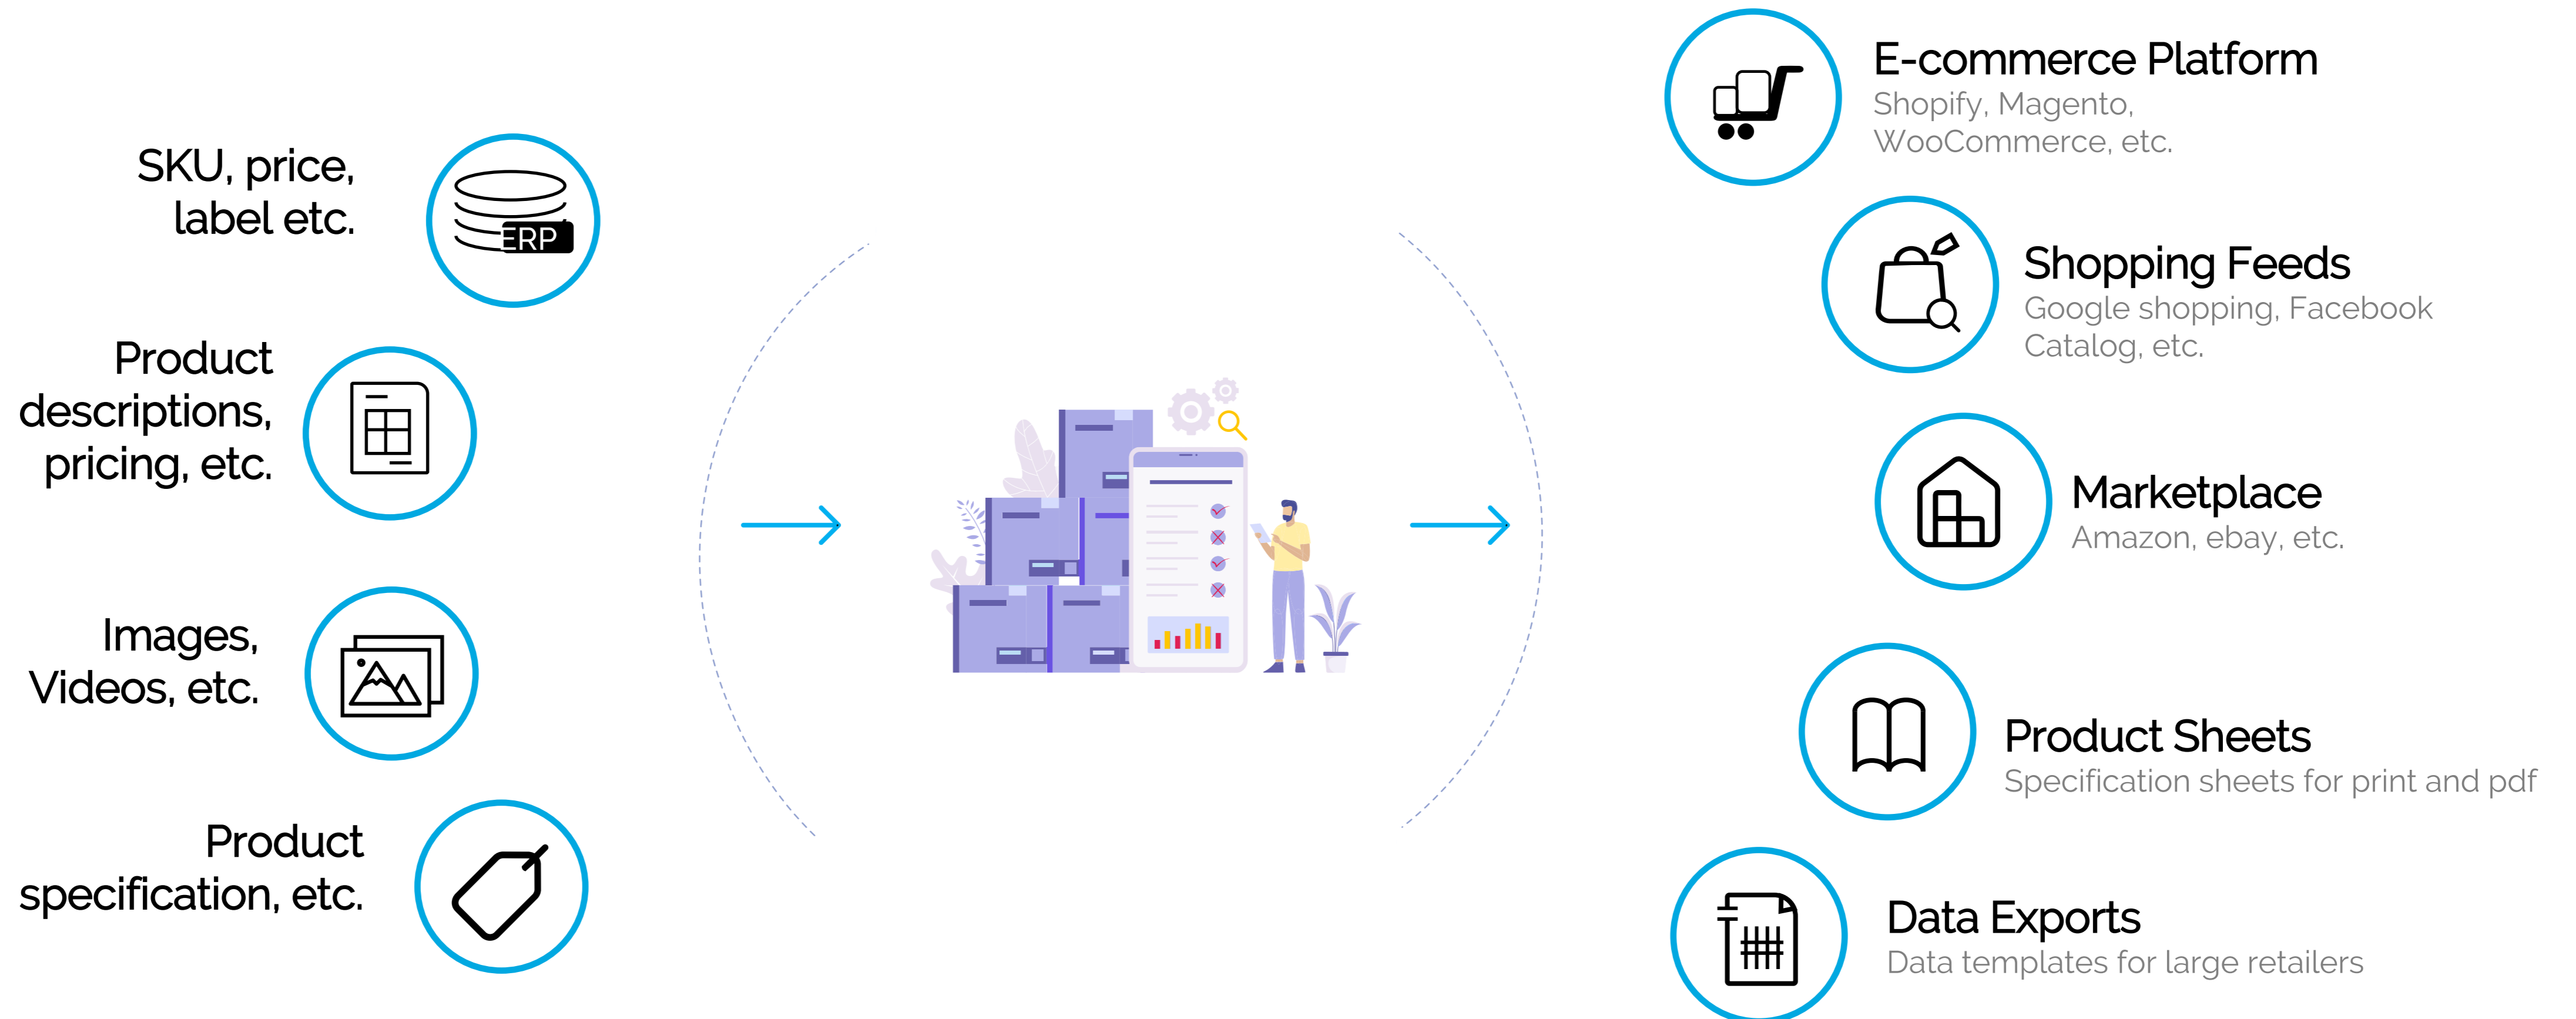 SKU, price,
label etc.
ERP
Product
descriptions,
pricing, etc.
Images,
Videos, etc.
Product
specification, etc.
E-commerce Platform
Shopify, Magento,
WooCommerce, etc.
Shopping Feeds
Google shopping, Facebook
Catalog, etc.
Marketplace
Amazon, ebay, etc.
Product Sheets
Specification sheets for print and pdf
Data Exports
Data templates for large retailers